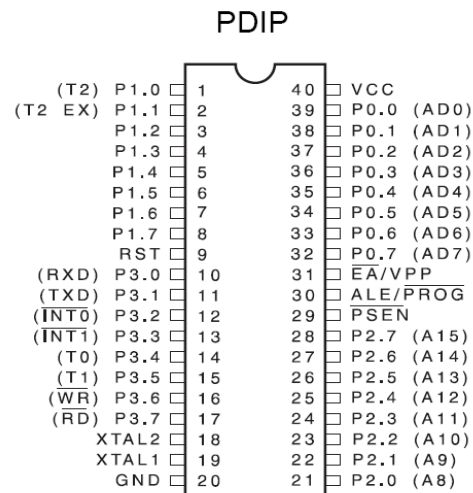 PDIP
(T2) P1.0 1 40 VCC
(T2 EX) P1.1 2 39 P0.0 (AD0)
P1.2 3 38 P0.1 (AD1)
P1.3 4 37 P0.2 (AD2)
P1.4 5 36 P0.3 (AD3)
P1.5 6 35 P0.4 (AD4)
P1.6 7 34 P0.5 (AD5)
P1.7 8 33 P0.6 (AD6)
RST 9 32 P0.7 (AD7)
(RXD) P3.0 10 31 E̅A̅/VPP
(TXD) P3.1 11 30 ALE/P̅R̅O̅G̅
(I̅N̅T̅0̅) P3.2 12 29 P̅S̅E̅N̅
(I̅N̅T̅1̅) P3.3 13 28 P2.7 (A15)
(T0) P3.4 14 27 P2.6 (A14)
(T1) P3.5 15 26 P2.5 (A13)
(W̅R̅) P3.6 16 25 P2.4 (A12)
(R̅D̅) P3.7 17 24 P2.3 (A11)
XTAL2 18 23 P2.2 (A10)
XTAL1 19 22 P2.1 (A9)
GND 20 21 P2.0 (A8)